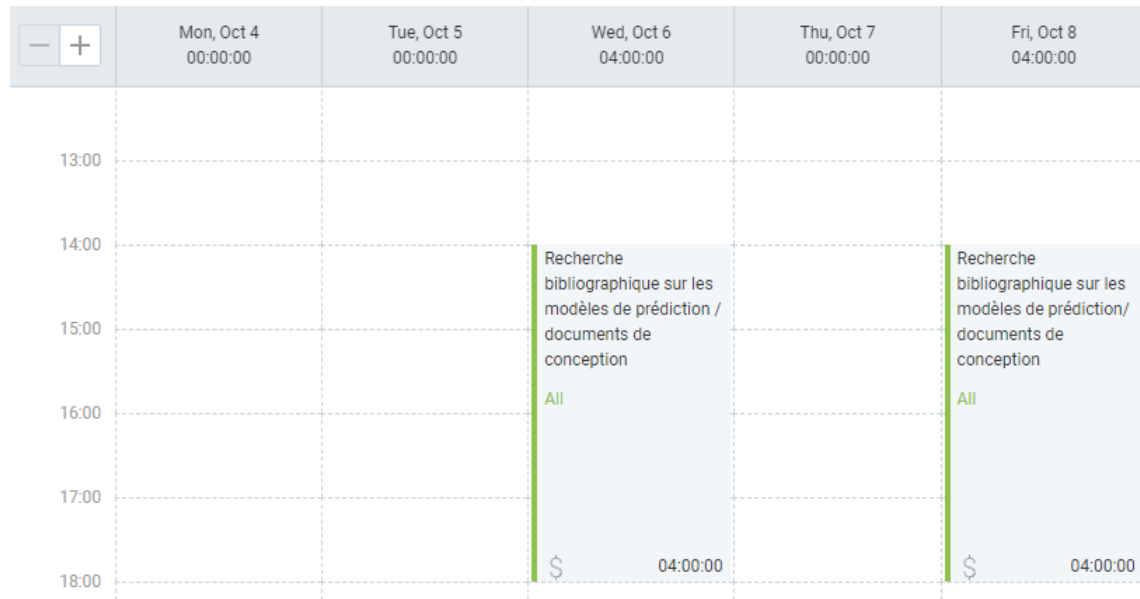 Mon, Oct 4
00:00:00
Tue, Oct 5
00:00:00
Wed, Oct 6
04:00:00
Thu, Oct 7
00:00:00
Fri, Oct 8
04:00:00
13:00
14:00
15:00
16:00
17:00
18:00
Recherche
bibliographique sur les
modèles de prédiction /
documents de
conception
All
$ 04:00:00
Recherche
bibliographique sur les
modèles de prédiction/
documents de
conception
All
$ 04:00:00